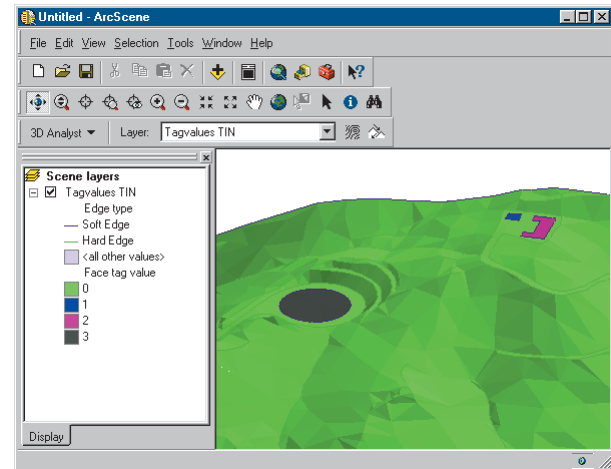 Untitled - ArcScene
File Edit View Selection Tools Window Help
3D Analyst Layer: Tagvalues TIN
Scene layers
Tagvalues TIN
Edge type
Soft Edge
Hard Edge
<all other values>
Face tag value
0
1
2
3
Display